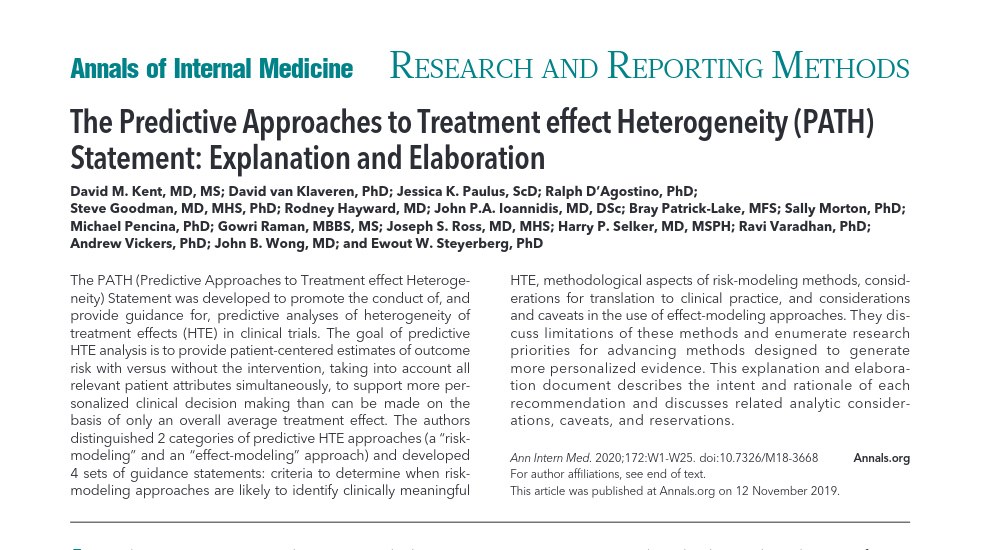 Annals of Internal Medicine RESEARCH AND REPORTING METHODS
The Predictive Approaches to Treatment effect Heterogeneity (PATH)
Statement: Explanation and Elaboration
David M. Kent, MD, MS; David van Klaveren, PhD; Jessica K. Paulus, ScD; Ralph D'Agostino, PhD;
Steve Goodman, MD, MHS, PhD; Rodney Hayward, MD; John P.A. Ioannidis, MD, DSc; Bray Patrick-Lake, MFS; Sally Morton, PhD;
Michael Pencina, PhD; Gowri Raman, MBBS, MS; Joseph S. Ross, MD, MHS; Harry P. Selker, MD, MSPH; Ravi Varadhan, PhD;
Andrew Vickers, PhD; John B. Wong, MD; and Ewout W. Steyerberg, PhD
The PATH (Predictive Approaches to Treatment effect Heteroge-
neity) Statement was developed to promote the conduct of, and
provide guidance for, predictive analyses of heterogeneity of
treatment effects (HTE) in clinical trials. The goal of predictive
HTE analysis is to provide patient-centered estimates of outcome
risk with versus without the intervention, taking into account all
relevant patient attributes simultaneously, to support more per-
sonalized clinical decision making than can be made on the
basis of only an overall average treatment effect. The authors
distinguished 2 categories of predictive HTE approaches (a "risk-
modeling" and an "effect-modeling" approach) and developed
4 sets of guidance statements: criteria to determine when risk-
modeling approaches are likely to identify clinically meaningful
HTE, methodological aspects of risk-modeling methods, consid-
erations for translation to clinical practice, and considerations
and caveats in the use of effect-modeling approaches. They dis-
cuss limitations of these methods and enumerate research
priorities for advancing methods designed to generate
more personalized evidence. This explanation and elabora-
tion document describes the intent and rationale of each
recommendation and discusses related analytic consider-
ations, caveats, and reservations.
Ann Intern Med. 2020;172:W1-W25. doi:10.7326/M18-3668 Annals.org
For author affiliations, see end of text.
This article was published at Annals.org on 12 November 2019.